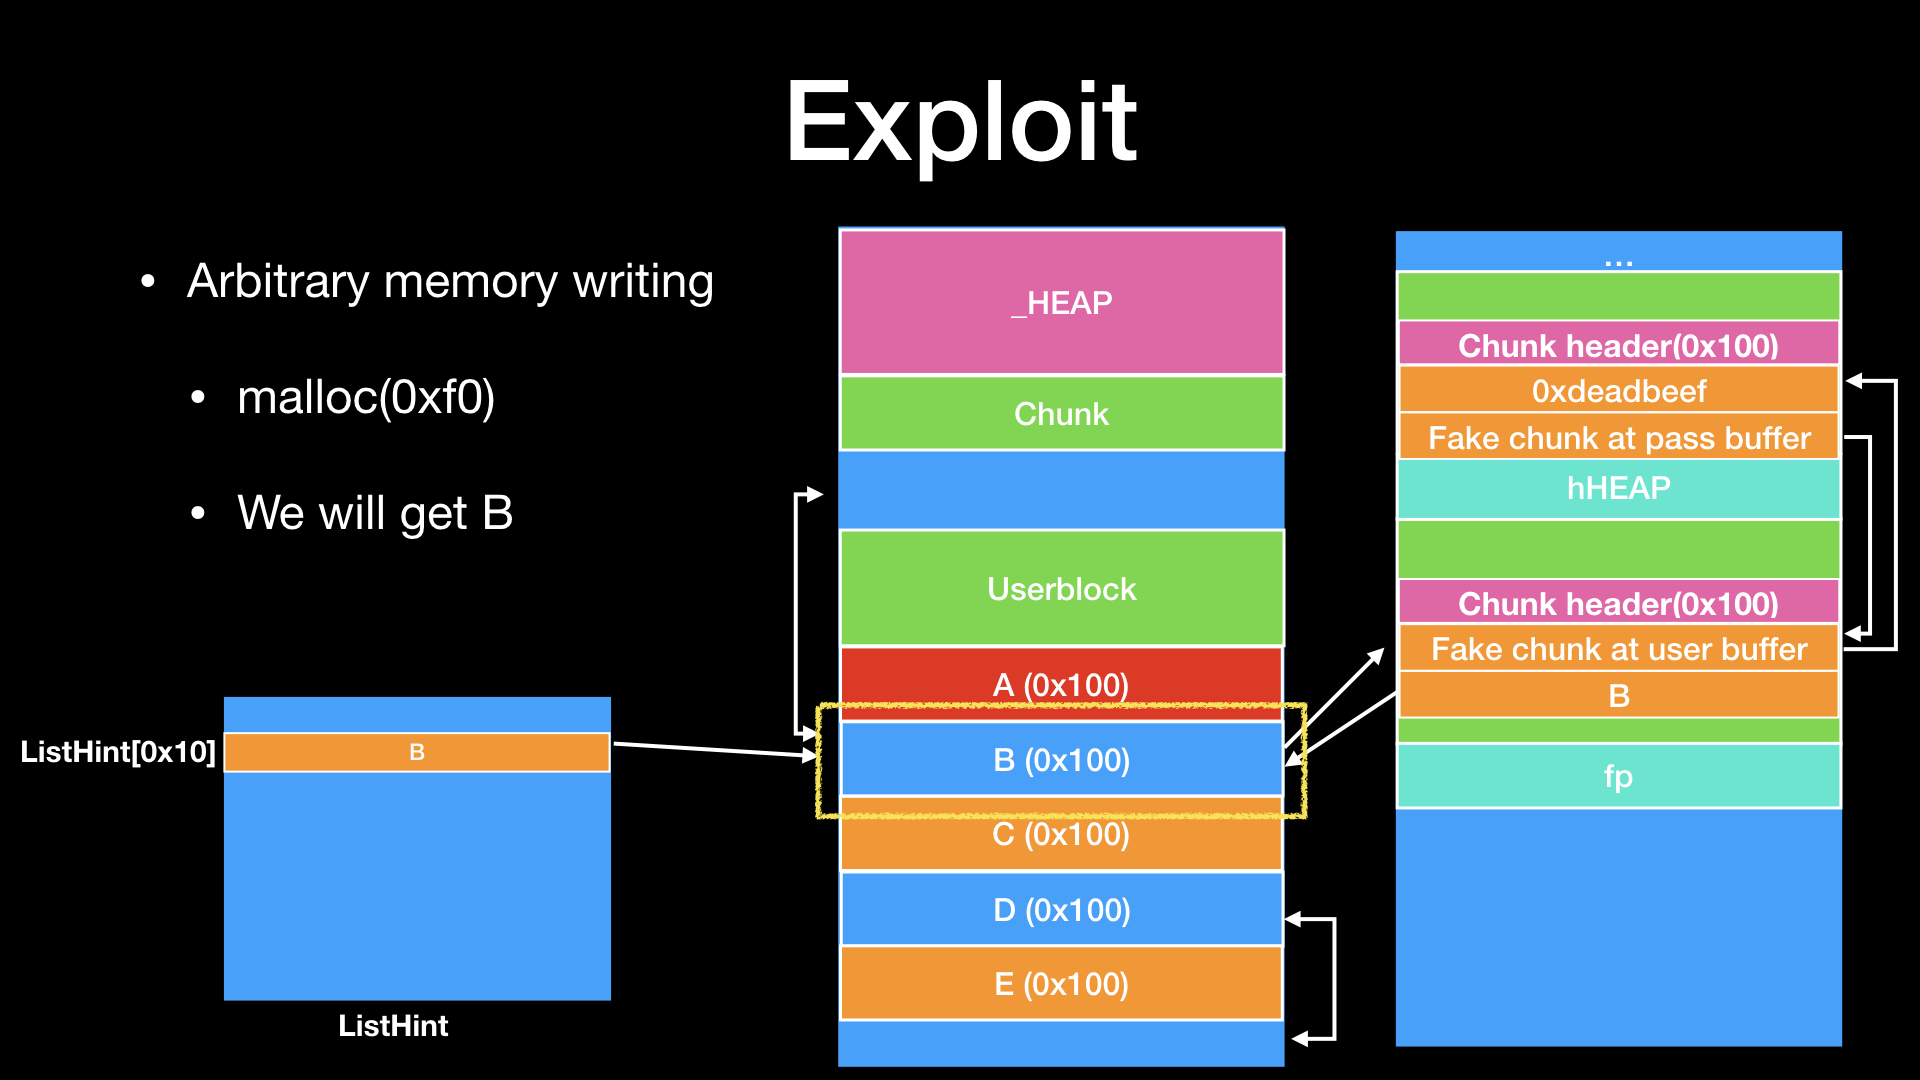 Exploit
• Arbitrary memory writing
• malloc(0xf0)
• We will get B
ListHint[0x10]
B
ListHint
_HEAP
Chunk
Userblock
A (0x100)
B (0x100)
C (0x100)
D (0x100)
E (0x100)
...
Chunk header(0x100)
0xdeadbeef
Fake chunk at pass buffer
hHEAP
Chunk header(0x100)
Fake chunk at user buffer
B
fp